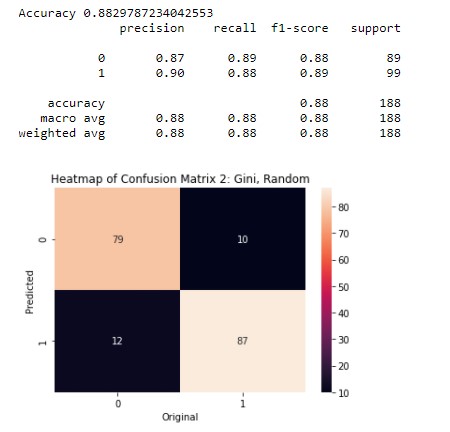 Accuracy 0.8829787234042553
precision recall f1-score support
0 0.87 0.89 0.88 89
1 0.90 0.88 0.89 99
accuracy 0.88 188
macro avg 0.88 0.88 0.88 188
weighted avg 0.88 0.88 0.88 188
Heatmap of Confusion Matrix 2: Gini, Random
Predicted
0
79 10
1
12 87
0 1
Original
80
70
60
50
40
30
20
10